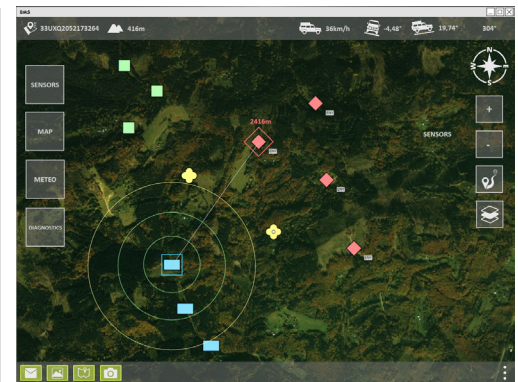 BMS
33UXQ2052173264 416m 36km/h -4,48° 19,74° 304°
N
W E
S
SENSORS
MAP
METEO
DIAGNOSTICS
2416m
SENSORS
+
-